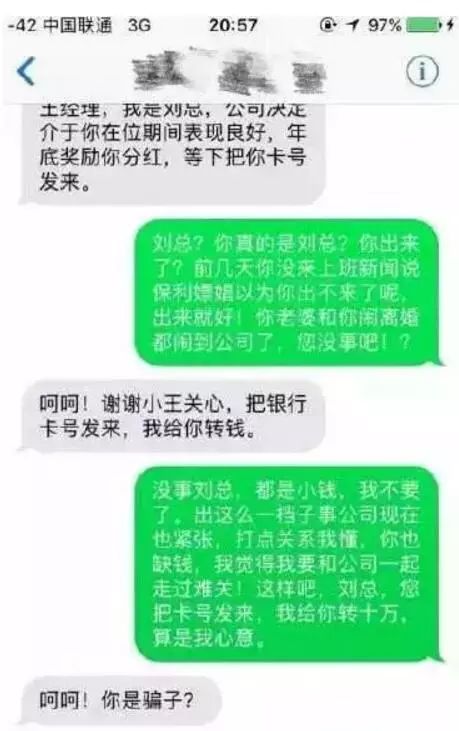 -42 中国联通 3G 20:57 97%
王经理，我是刘总，公司决定
介于你在位期间表现良好，年
底奖励你分红，等下把你卡号
发来。
刘总？你真的是刘总？你出来
了？前几天你没来上班新闻说
保利嫖娼以为你出不来了呢，
出来就好！你老婆和你闹离婚
都闹到公司了，您没事吧！？
呵呵！谢谢小王关心，把银行
卡号发来，我给你转钱。
没事刘总，都是小钱，我不要
了。出这么一档子事公司现在
也紧张，打点关系我懂，你也
缺钱，我觉得我要和公司一起
走过难关！这样吧，刘总，您
把卡号发来，我给你转十万，
算是我心意。
呵呵！你是骗子？